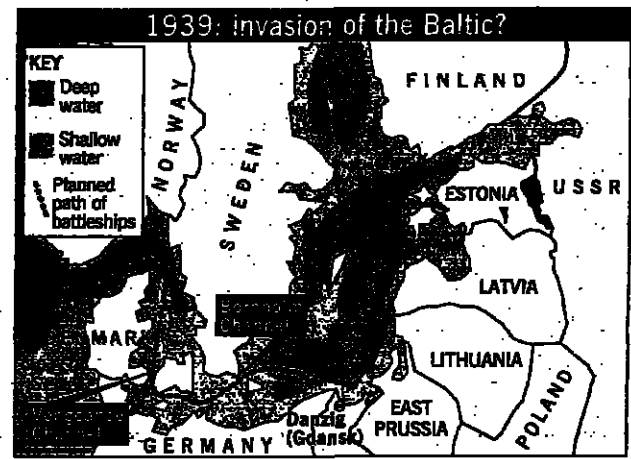 1939: invasion of the Baltic?
KEY
Deep
water
Shallow
water
Planned
path of
battleships
NORWAY
SWEDEN
FINLAND
ESTONIA
USSR
LATVIA
MARK
LITHUANIA
Danzig
(Gdansk)
EAST
PRUSSIA
POLAND
GERMANY